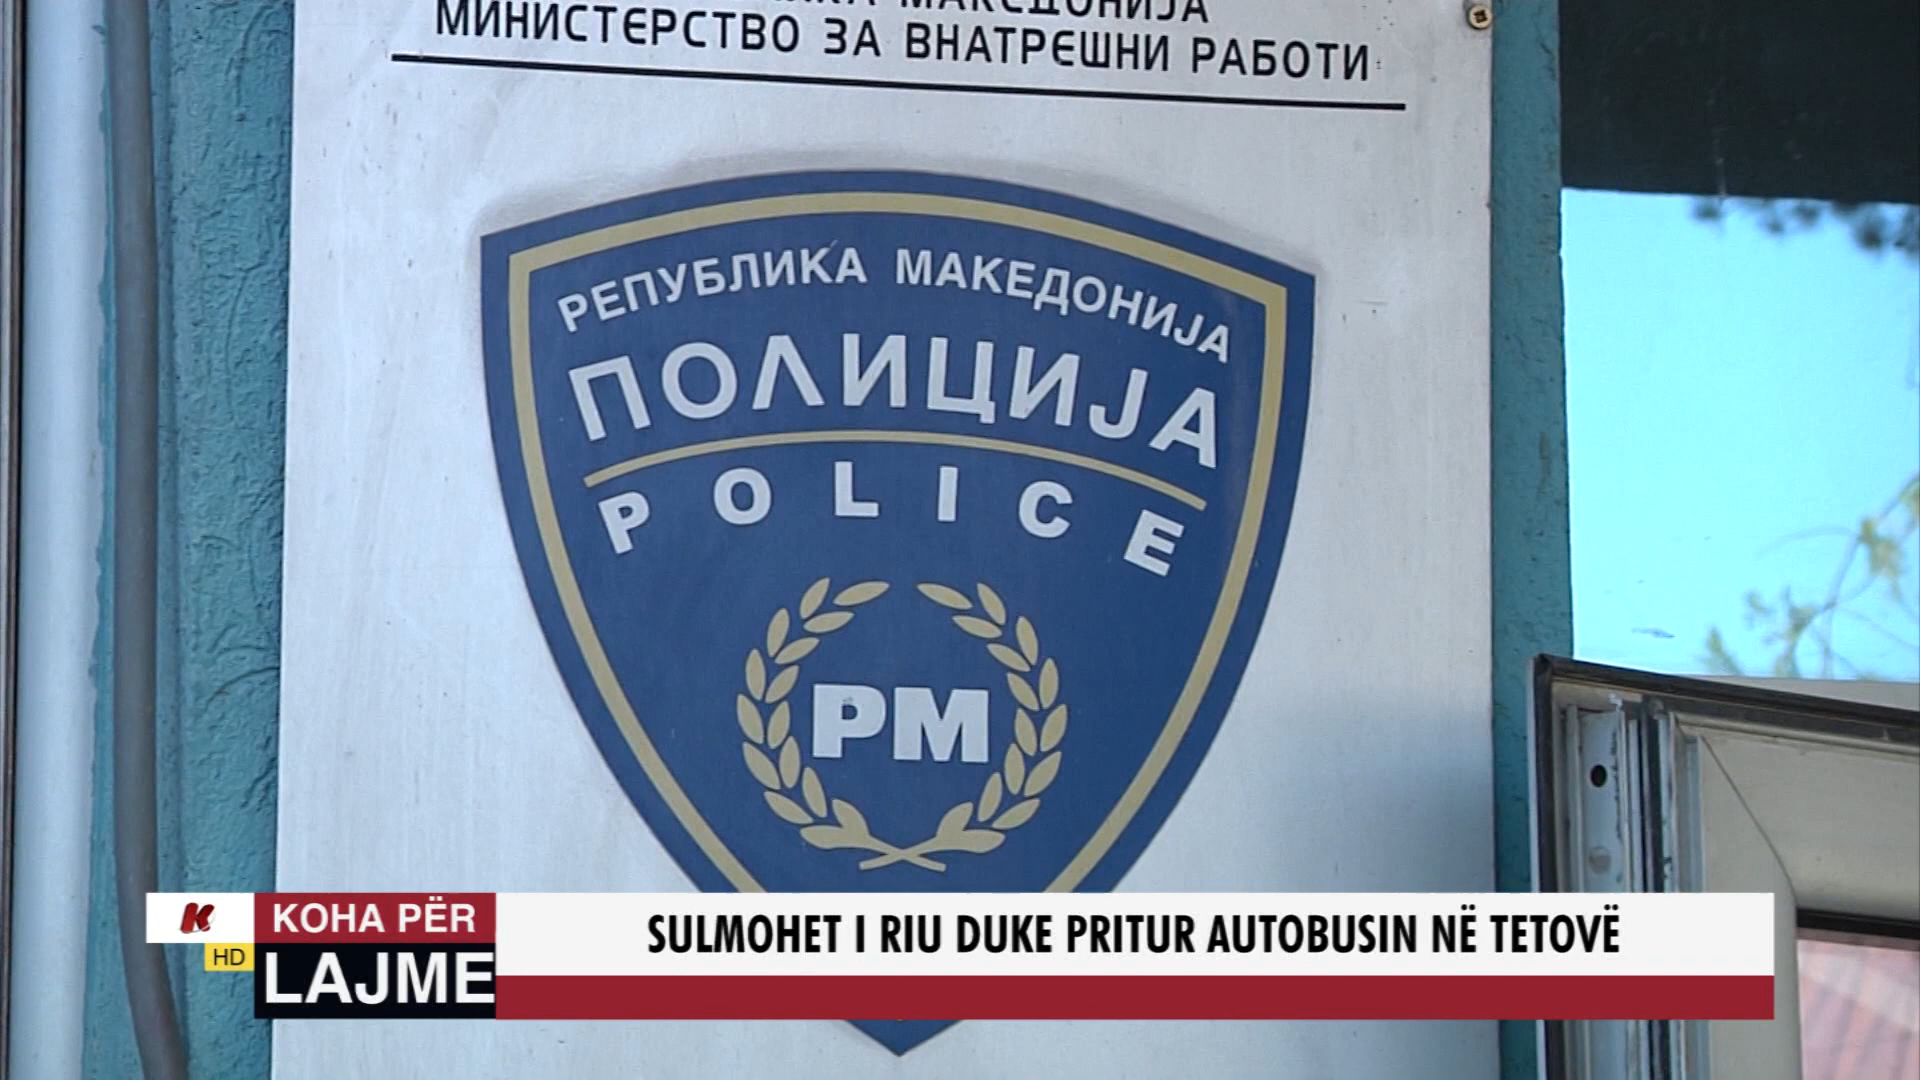 МАКЕДОНИЈА
МИНИСТЕРСТВО ЗА ВНАТРЕШНИ РАБОТИ
РЕПУБЛИКА МАКЕДОНИЈА
ПОЛИЦИЈА
POLICE
PM
K
HD
KOHA PËR
LAJME
SULMOHET I RIU DUKE PRITUR AUTOBUSIN NË TETOVË